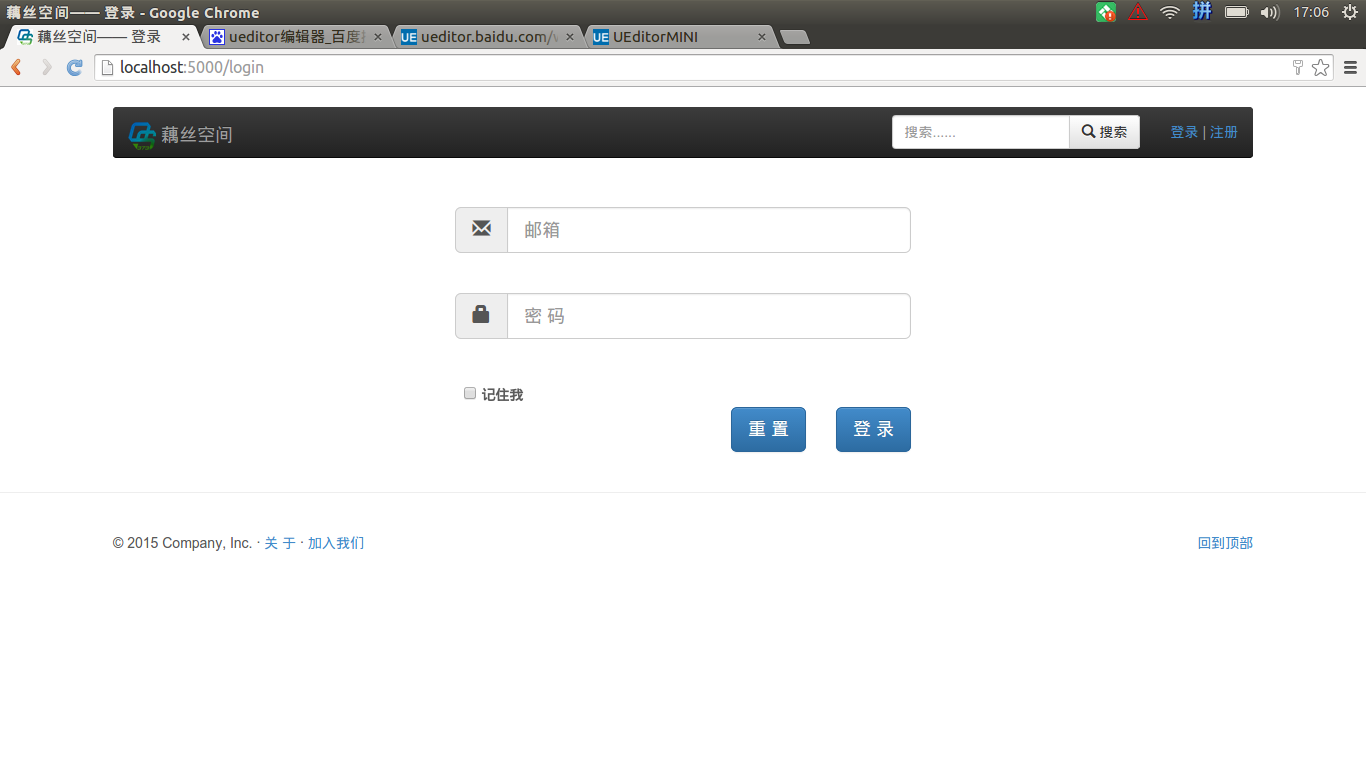 藕丝空间—— 登录 - Google Chrome
拼
17:06
藕丝空间—— 登录
ueditor编辑器_百度
UE ueditor.baidu.com/
UE UEditorMINI
localhost:5000/login
藕丝空间
搜索......
搜索
登录 | 注册
邮箱
密 码
记住我
重 置
登 录
© 2015 Company, Inc. · 关 于 · 加入我们
回到顶部